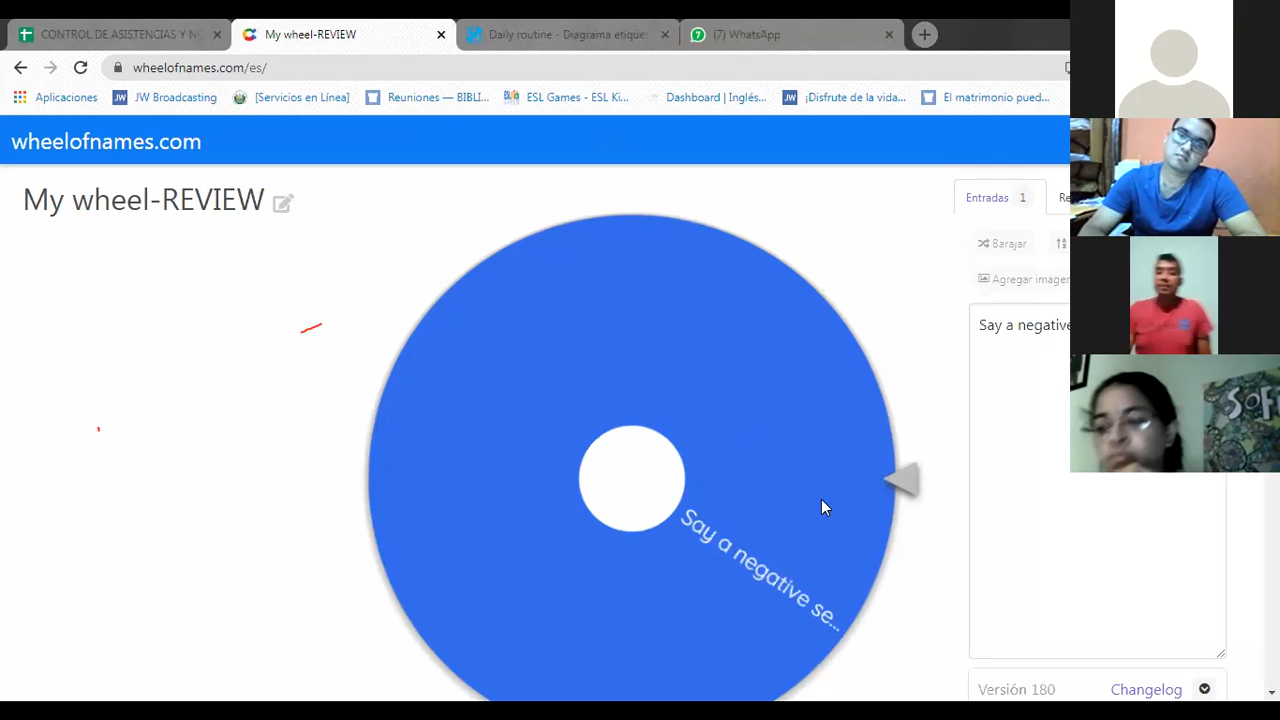 CONTROL DE ASISTENCIAS Y N
My wheel-REVIEW
Daily routine - Diagrama etique
(7) WhatsApp
wheelofnames.com/es/
Aplicaciones
JW Broadcasting
[Servicios en Línea]
Reuniones — BIBLI...
ESL Games - ESL Ki...
Dashboard | Inglés...
¡Disfrute de la vida...
El matrimonio pued...
wheelofnames.com
My wheel-REVIEW
Entradas 1
Re
Barajar
Agregar imagen
Say a negative
Say a negative se...
SOFI
Versión 180
Changelog